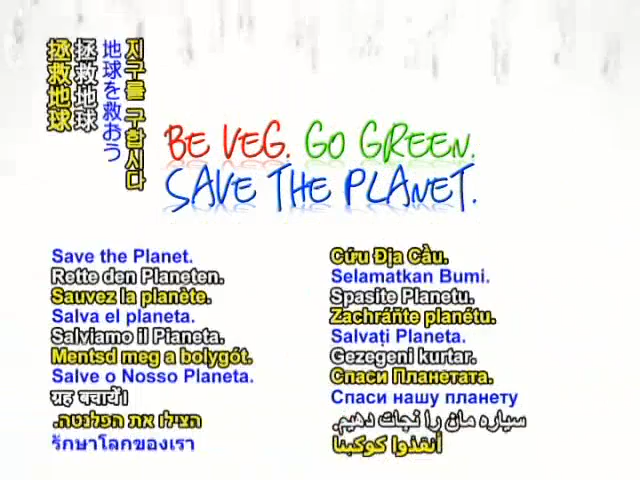 拯救地球
拯救地球
地球を救おう
지구를 구합시다
BE VEG. GO GREEN.
SAVE THE PLANET.
Save the Planet.
Rette den Planeten.
Sauvez la planète.
Salva el planeta.
Salviamo il Pianeta.
Mentsd meg a bolygót.
Salve o Nosso Planeta.
ग्रह बचायें।
הצילו את הפלנטה.
รักษาโลกของเรา
Cứu Địa Cầu.
Selamatkan Bumi.
Spasite Planetu.
Zachráňte planétu.
Salvaţi Planeta.
Gezegeni kurtar.
Спаси Планетата.
Спаси нашу планету
سیاره مان را نجات دهیم.
أنقذوا كوكبنا